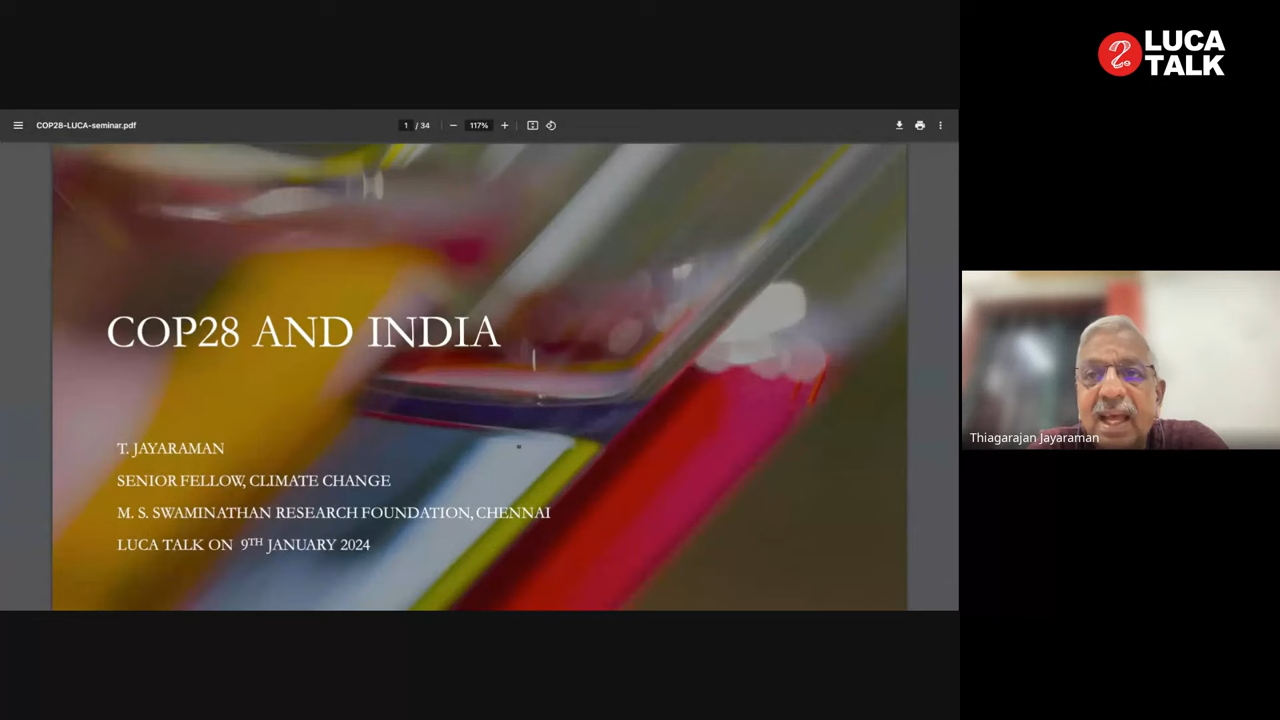 LUCA
TALK
COP28-LUCA-seminar.pdf
1 / 34
117%
COP28 AND INDIA
T. JAYARAMAN
SENIOR FELLOW, CLIMATE CHANGE
M. S. SWAMINATHAN RESEARCH FOUNDATION, CHENNAI
LUCA TALK ON 9TH JANUARY 2024
Thiagarajan Jayaraman